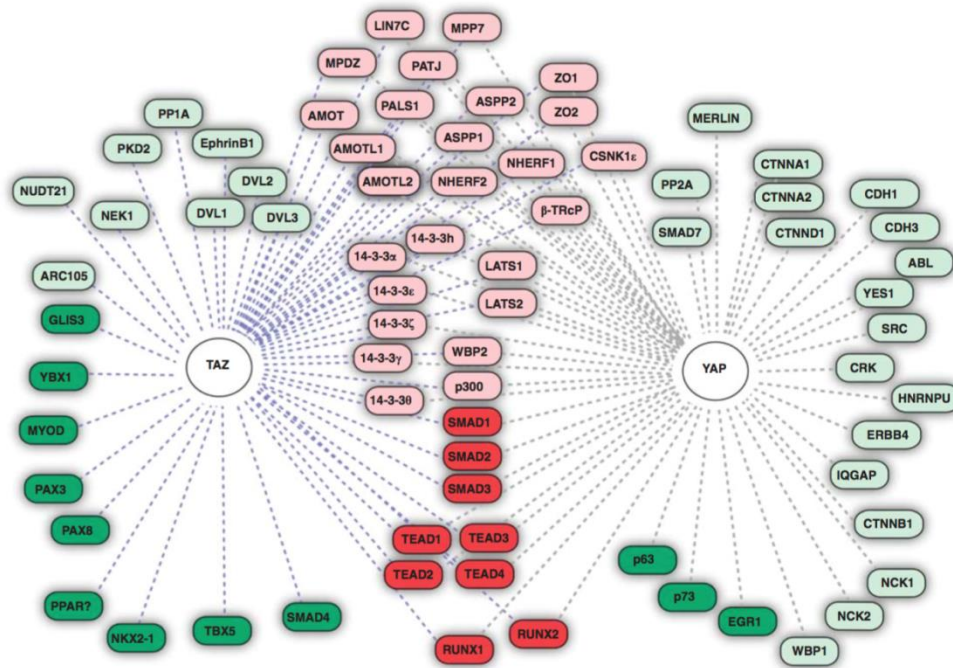 LIN7C
MPP7
MPDZ
PATJ
ZO1
PALS1
ASPP2
PP1A
AMOT
ZO2
MERLIN
PKD2
EphrinB1
AMOTL1
ASPP1
NHERF1
CSNK1ε
CTNNA1
NUDT21
DVL2
AMOTL2
NHERF2
PP2A
CTNNA2
CDH1
NEK1
DVL1
DVL3
β-TRcP
SMAD7
CTNND1
CDH3
14-3-3h
ARC105
14-3-3α
LATS1
ABL
14-3-3ε
YES1
GLIS3
LATS2
14-3-3ζ
SRC
YBX1
TAZ
14-3-3γ
WBP2
YAP
CRK
p300
14-3-3θ
HNRNPU
MYOD
SMAD1
ERBB4
SMAD2
IQGAP
PAX3
SMAD3
PAX8
CTNNB1
TEAD1
TEAD3
p63
TEAD2
TEAD4
NCK1
PPAR?
p73
NKX2-1
TBX5
SMAD4
EGR1
NCK2
RUNX1
RUNX2
WBP1